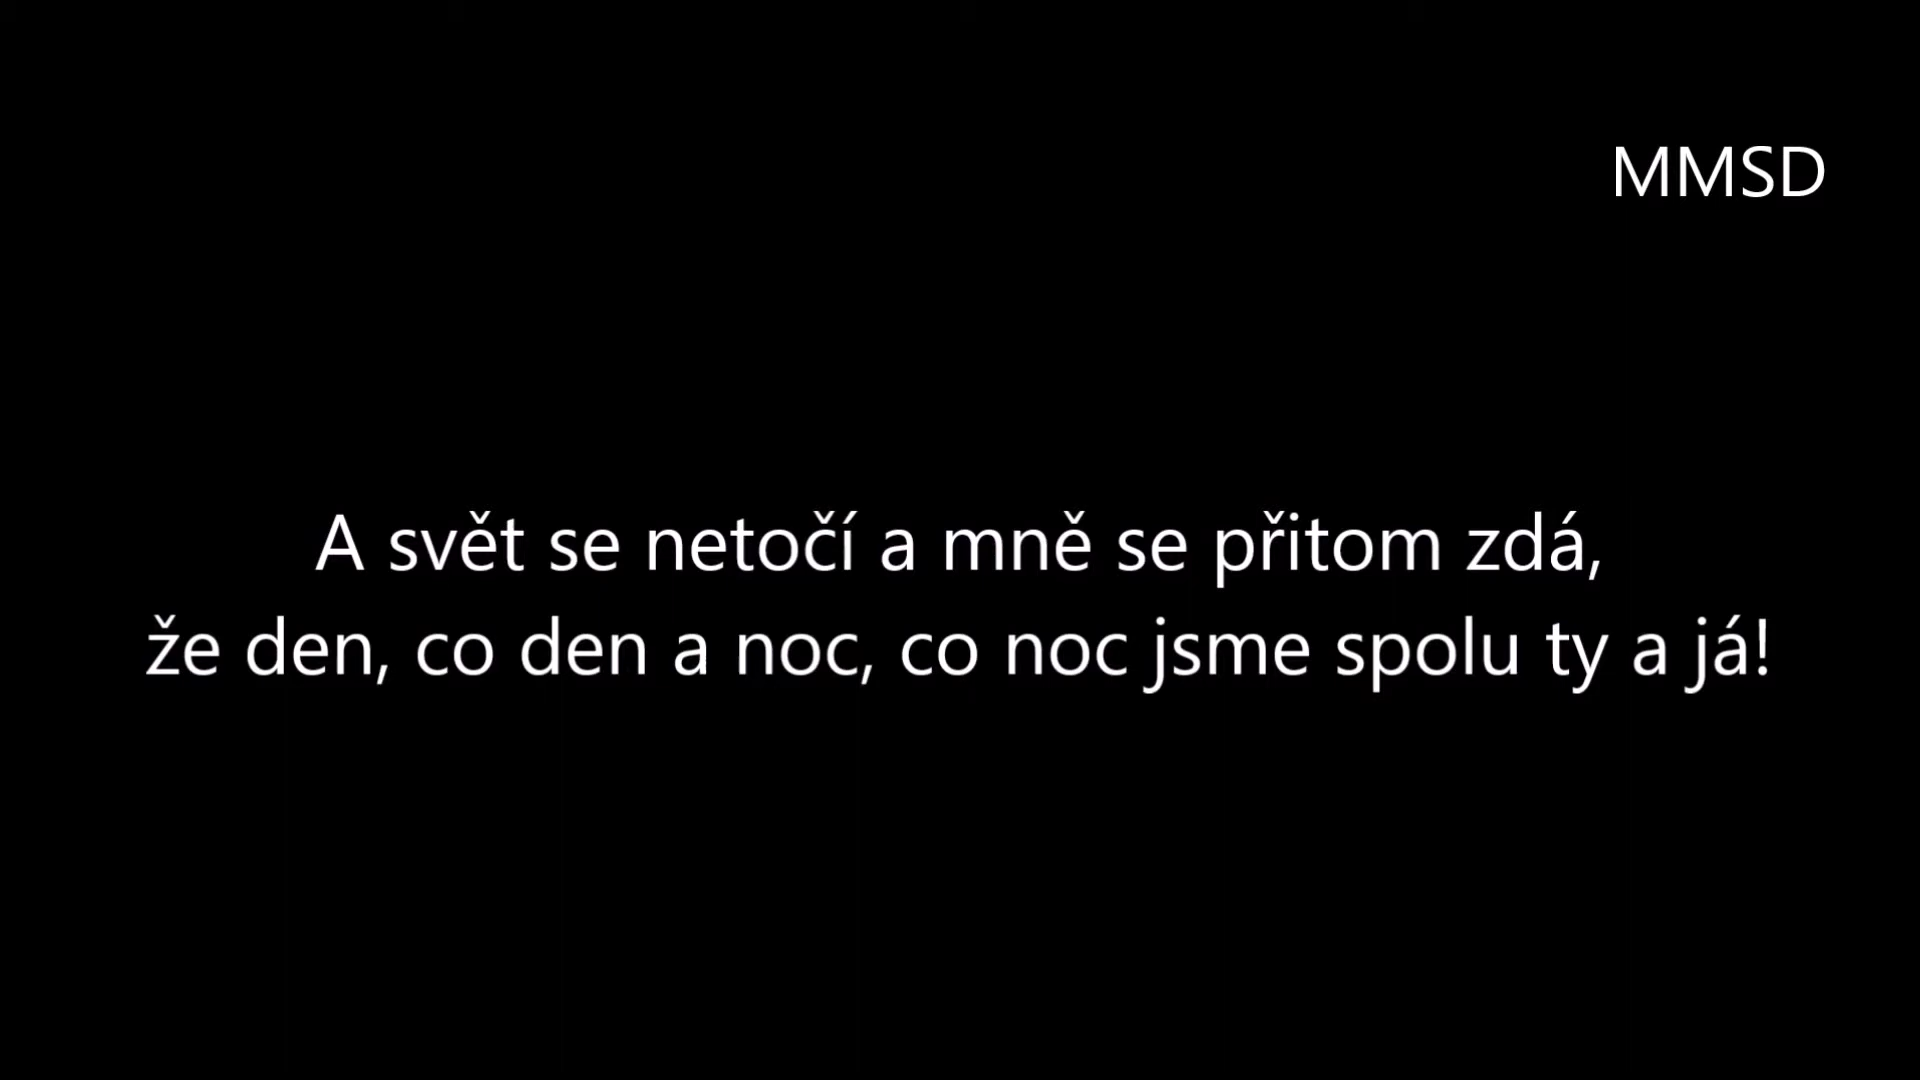 MMSD
A svět se netočí a mně se přitom zdá,
že den, co den a noc, co noc jsme spolu ty a já!